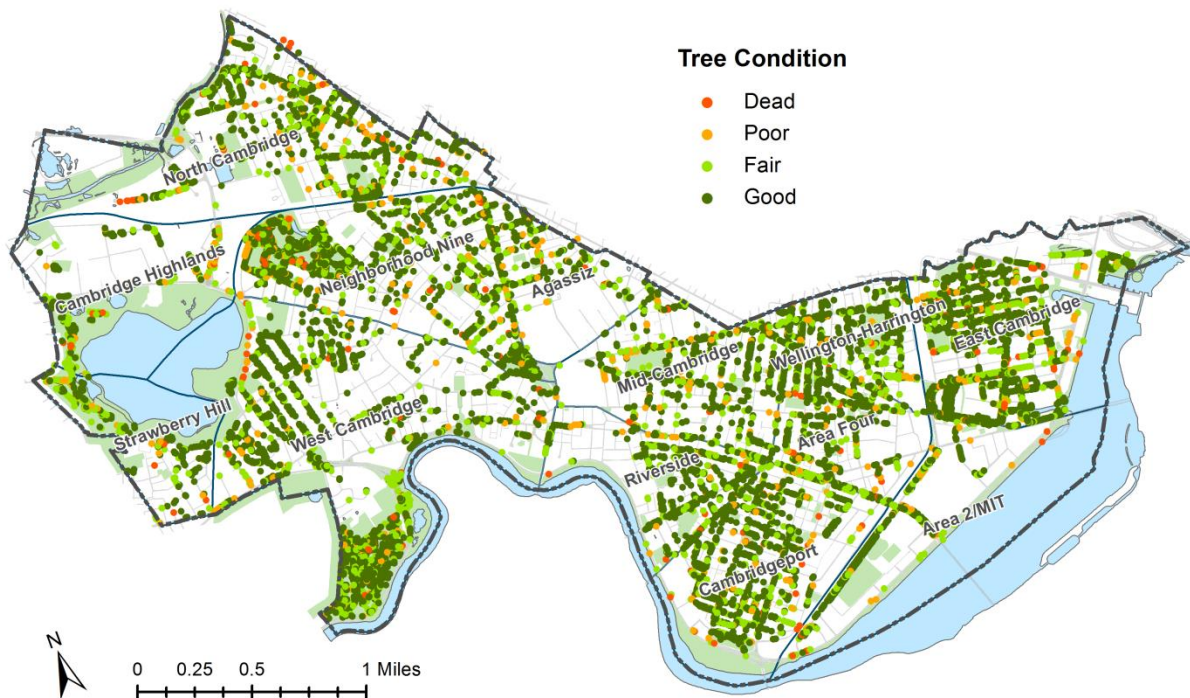 Tree Condition
Dead
Poor
Fair
Good
North Cambridge
Cambridge Highlands
Neighborhood Nine
Agassiz
Strawberry Hill
West Cambridge
Mid-Cambridge
Wellington-Harrington
East Cambridge
Area Four
Riverside
Area 2/MIT
Cambridgeport
N
0 0.25 0.5 1 Miles